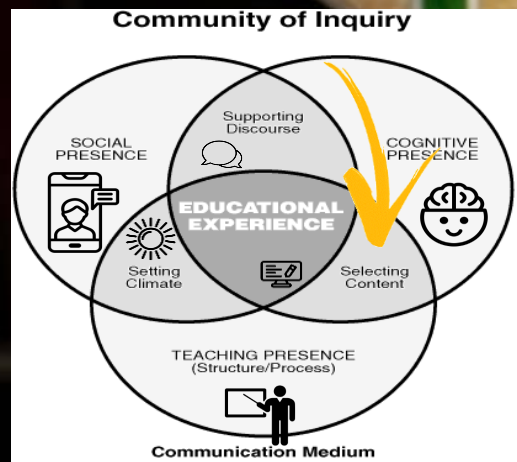 Community of Inquiry
Supporting
Discourse
SOCIAL
PRESENCE
COGNITIVE
PRESENCE
EDUCATIONAL
EXPERIENCE
Setting
Climate
Selecting
Content
TEACHING PRESENCE
(Structure/Process)
Communication Medium